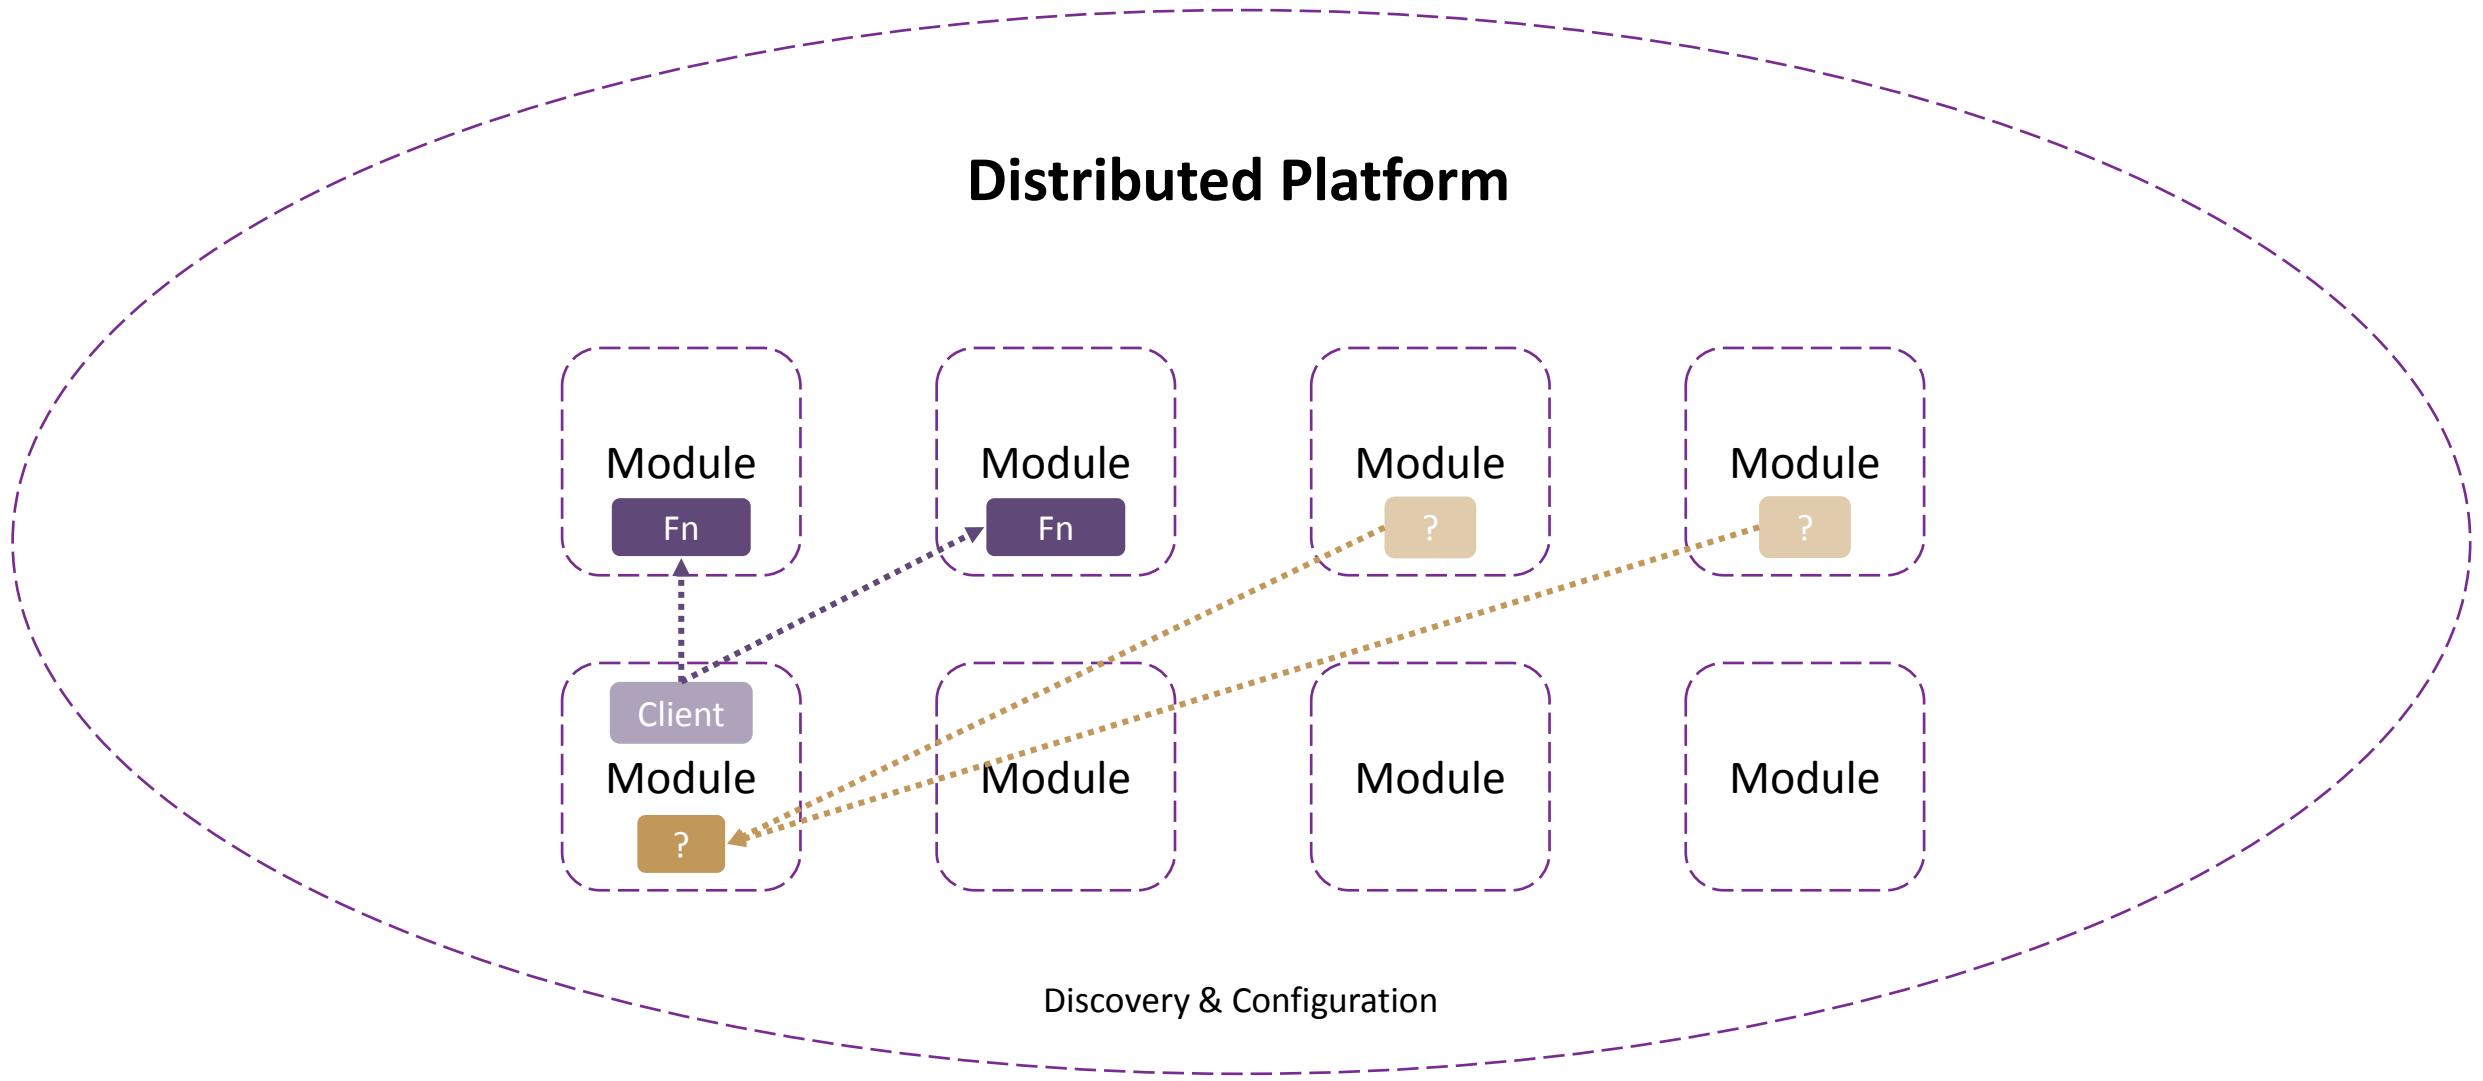 Distributed Platform
Module
Fn
Module
Fn
Module
?
Module
?
Client
Module
?
Module
Module
Module
Discovery & Configuration